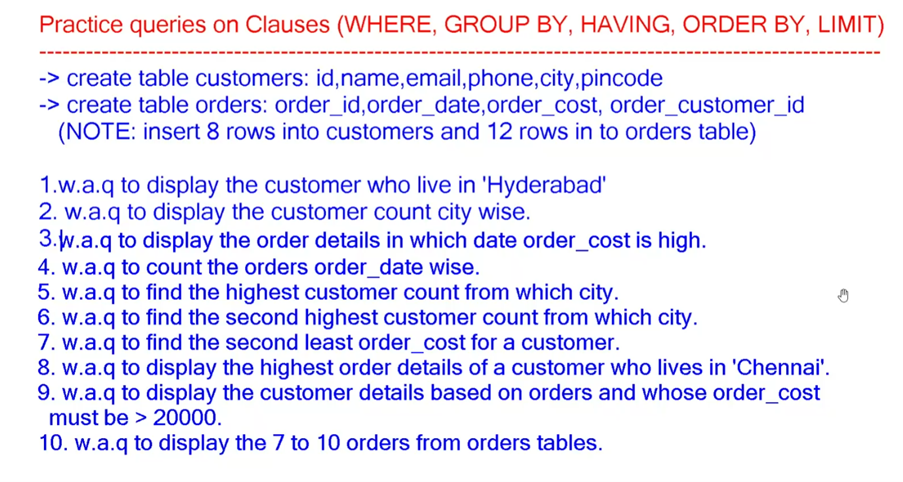 Practice queries on Clauses (WHERE, GROUP BY, HAVING, ORDER BY, LIMIT)
--------------------------------------------------------------------------------------------------------------
-> create table customers: id,name,email,phone,city,pincode
-> create table orders: order_id,order_date,order_cost, order_customer_id
(NOTE: insert 8 rows into customers and 12 rows in to orders table)
1.w.a.q to display the customer who live in 'Hyderabad'
2. w.a.q to display the customer count city wise.
3.w.a.q to display the order details in which date order_cost is high.
4. w.a.q to count the orders order_date wise.
5. w.a.q to find the highest customer count from which city.
6. w.a.q to find the second highest customer count from which city.
7. w.a.q to find the second least order_cost for a customer.
8. w.a.q to display the highest order details of a customer who lives in 'Chennai'.
9. w.a.q to display the customer details based on orders and whose order_cost
must be > 20000.
10. w.a.q to display the 7 to 10 orders from orders tables.